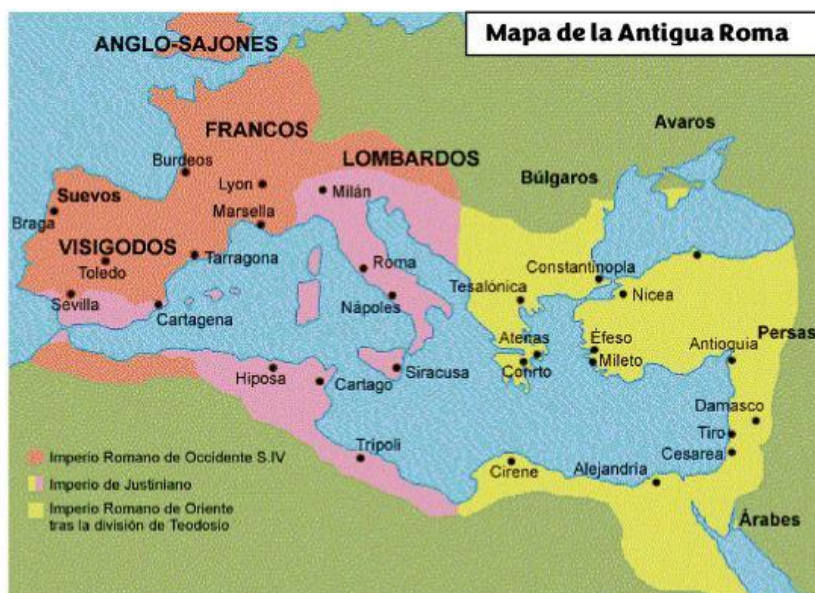 Mapa de la Antigua Roma
ANGLO-SAJONES
FRANCOS
Avaros
Burdeos
LOMBARDOS
Búlgaros
Lyon
Milán
Suevos
Braga
Marsella
VISIGODOS
Toledo
Tarragona
Roma
Constantinopla
Tesalónica
Nicea
Sevilla
Cartagena
Nápoles
Atenas
Éfeso
Persas
Antioquia
Conrto
Mileto
Hiposa
Cartago
Siracusa
Damasco
Tiro
Trípoli
Cirene
Alejandría
Cesarea
Árabes
Imperio Romano de Occidente S.IV
Imperio de Justiniano
Imperio Romano de Oriente
tras la división de Teodosio